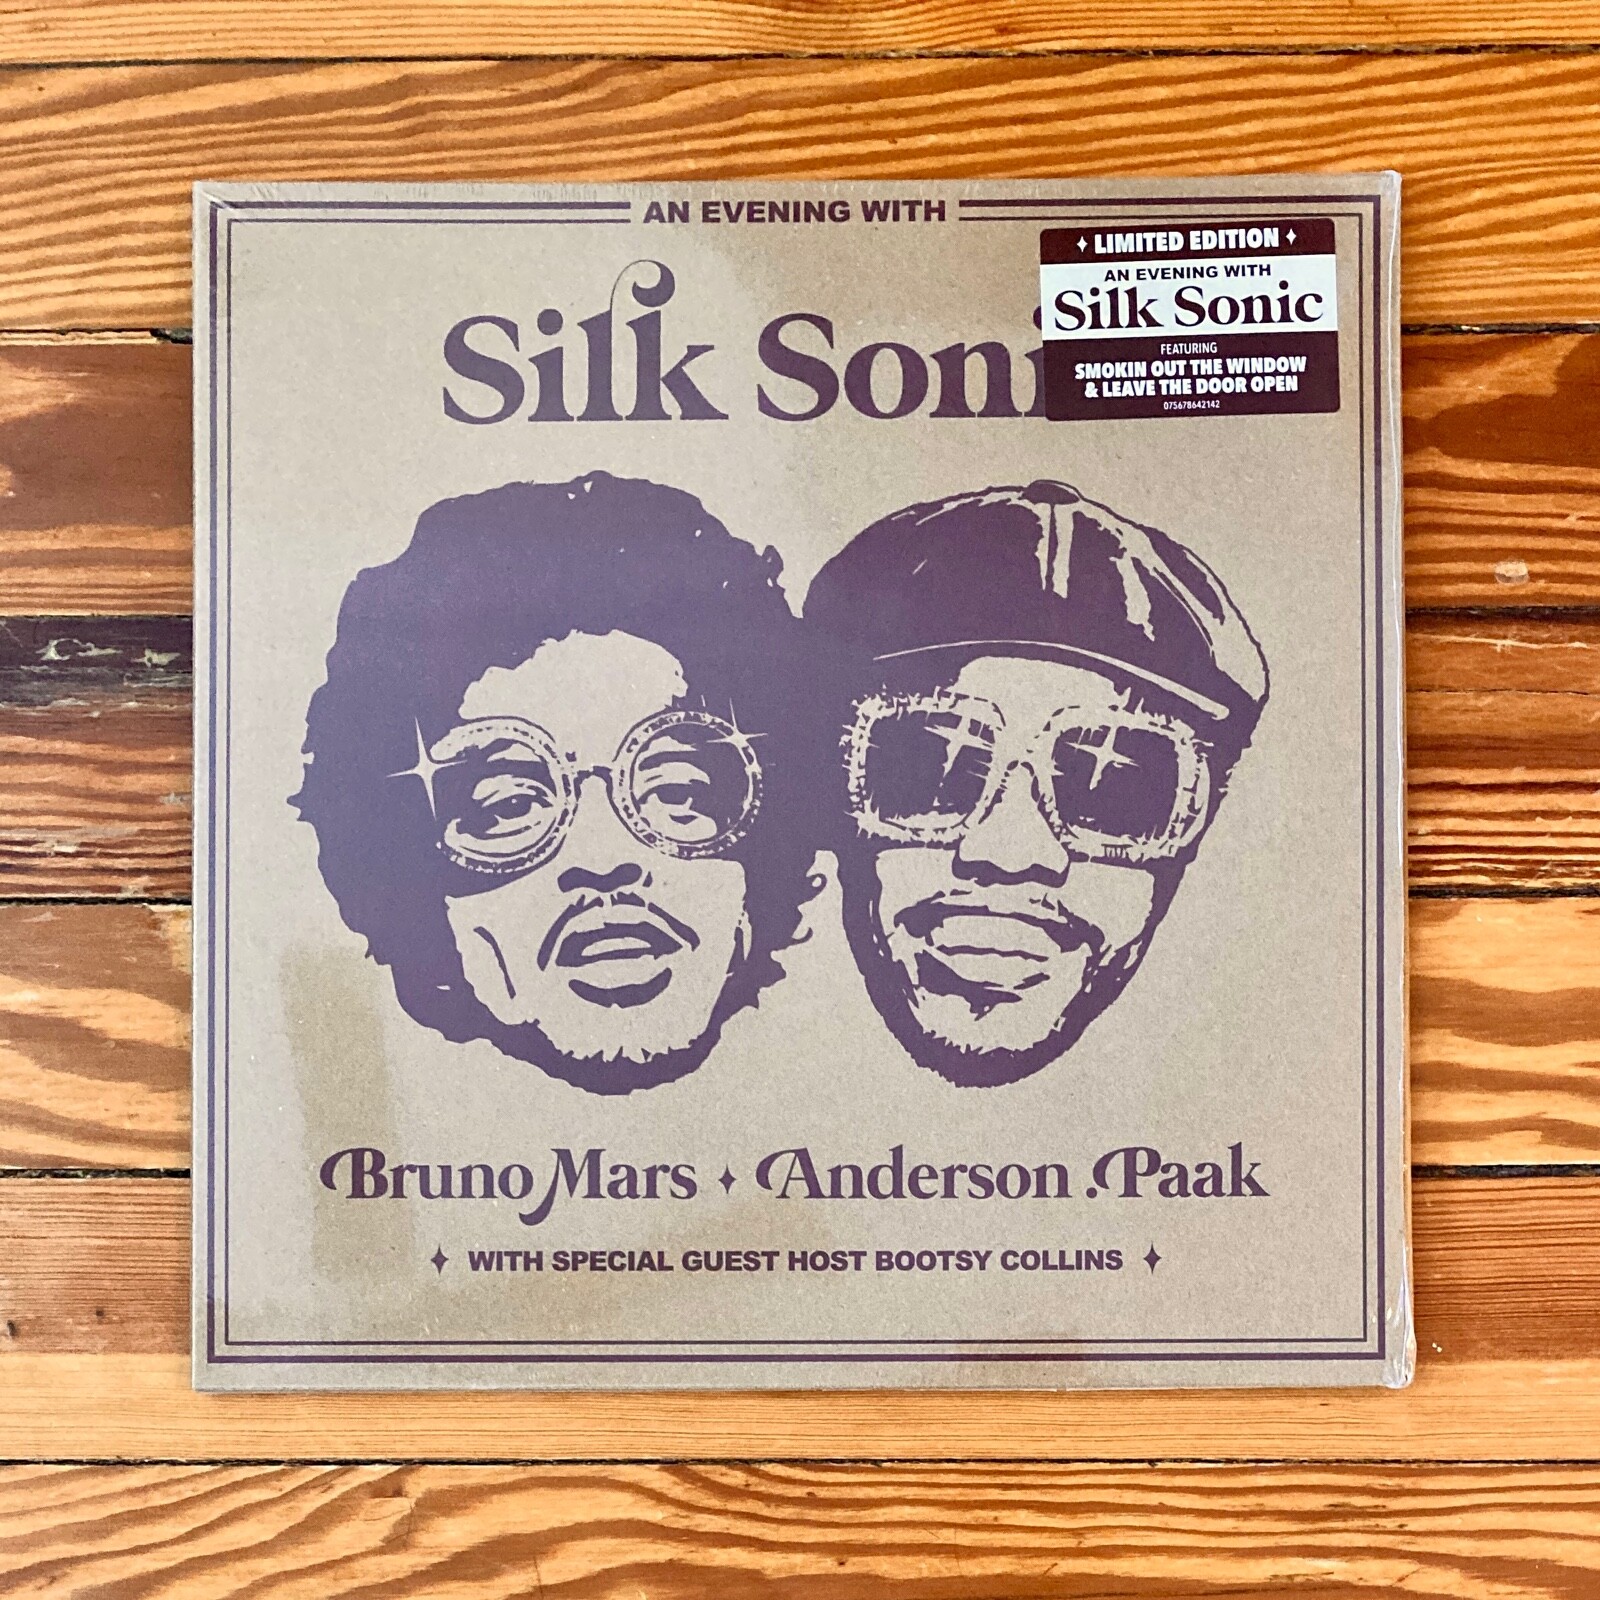 AN EVENING WITH
Silk Soni
✦ LIMITED EDITION ✦
AN EVENING WITH
Silk Sonic
FEATURING
SMOKIN OUT THE WINDOW
& LEAVE THE DOOR OPEN
075678642142
Bruno Mars ✦ Anderson .Paak
✦ WITH SPECIAL GUEST HOST BOOTSY COLLINS ✦